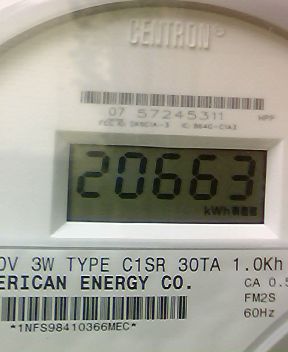 CENTRON®
07 57245311 HPP
20663
kWh
0V 3W TYPE C1SR 30TA 1.0Kh
ERICAN ENERGY CO. CA 0.5
FM2S
*1NFS98410366MEC* 60Hz